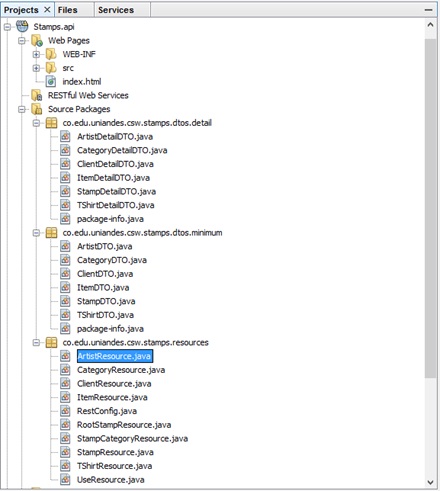 Projects Files Services
Stamps.api
Web Pages
WEB-INF
src
index.html
RESTful Web Services
Source Packages
co.edu.uniandes.csw.stamps.dtos.detail
ArtistDetailDTO.java
CategoryDetailDTO.java
ClientDetailDTO.java
ItemDetailDTO.java
StampDetailDTO.java
TShirtDetailDTO.java
package-info.java
co.edu.uniandes.csw.stamps.dtos.minimum
ArtistDTO.java
CategoryDTO.java
ClientDTO.java
ItemDTO.java
StampDTO.java
TShirtDTO.java
package-info.java
co.edu.uniandes.csw.stamps.resources
ArtistResource.java
CategoryResource.java
ClientResource.java
ItemResource.java
RestConfig.java
RootStampResource.java
StampCategoryResource.java
StampResource.java
TShirtResource.java
UseResource.java